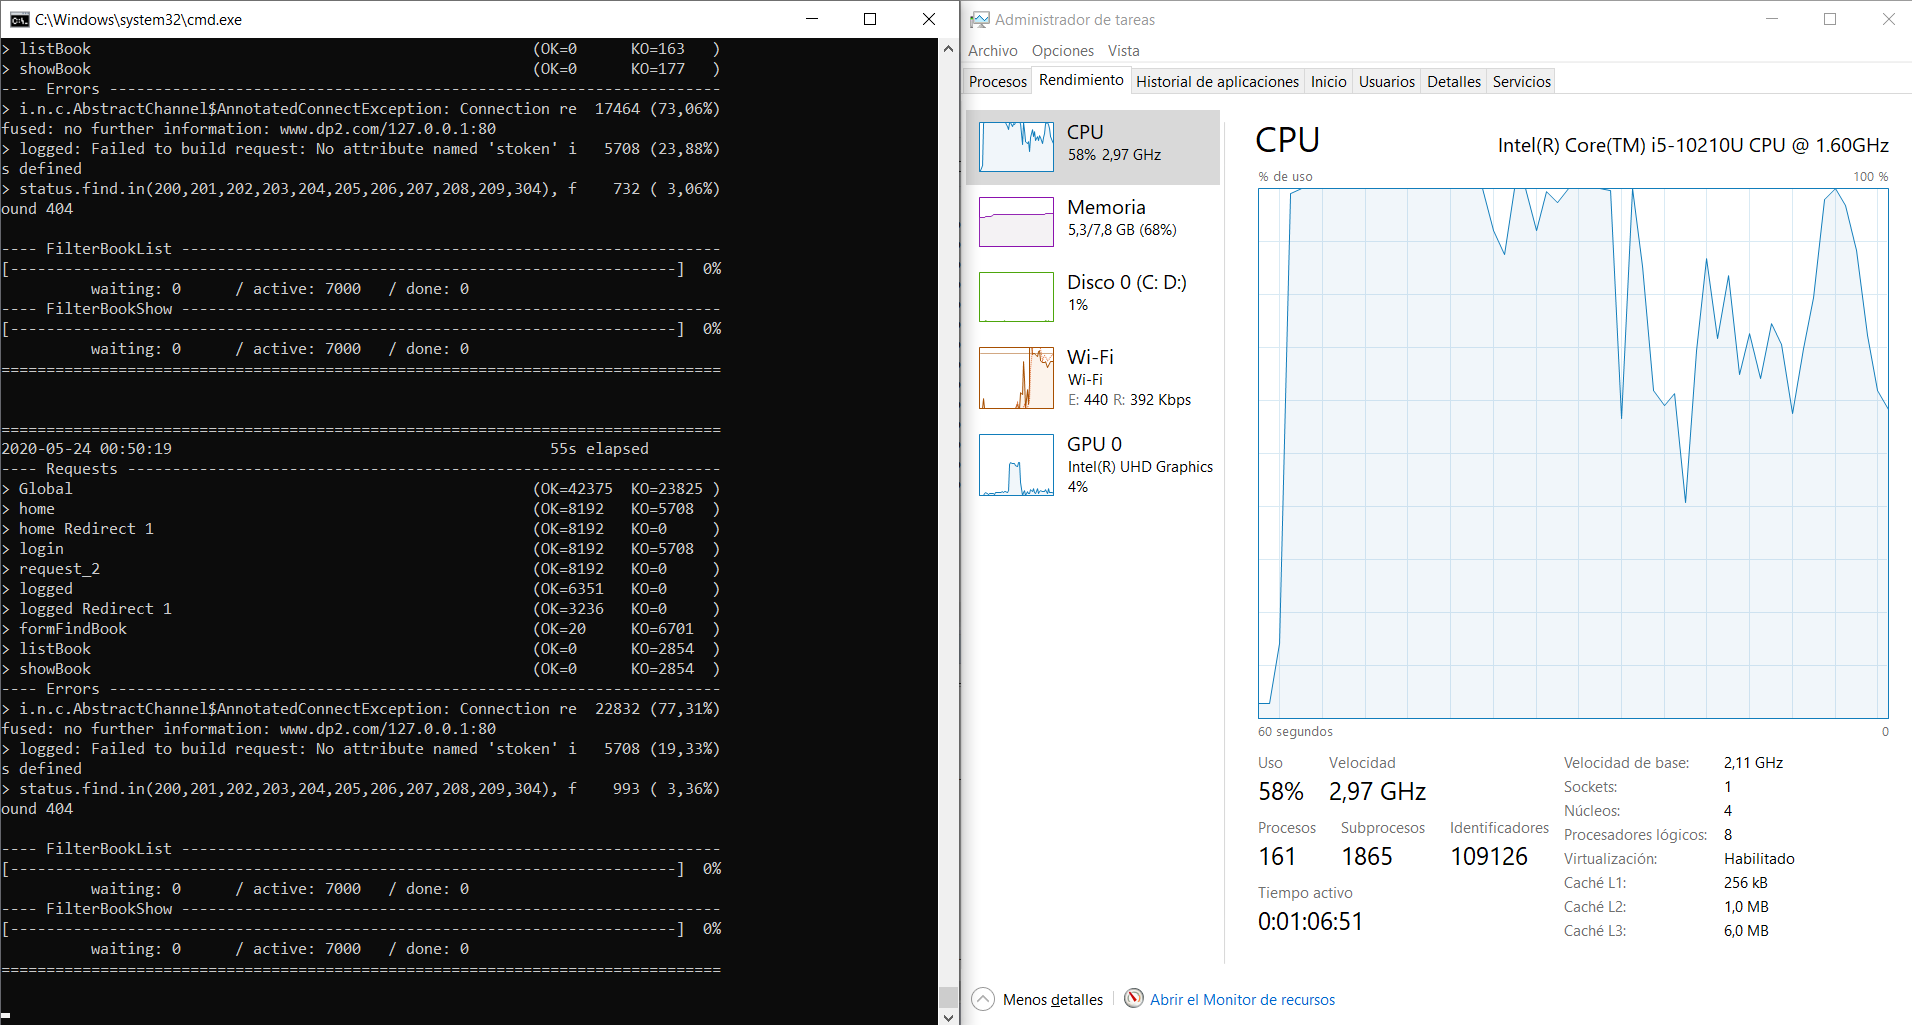 C:\Windows\system32\cmd.exe
> listBook (OK=0 KO=163 )
> showBook (OK=0 KO=177 )
---- Errors --------------------------------------------------------------------
> i.n.c.AbstractChannel$AnnotatedConnectException: Connection re 17464 (73,06%)
fused: no further information: www.dp2.com/127.0.0.1:80
> logged: Failed to build request: No attribute named 'stoken' i 5708 (23,88%)
s defined
> status.find.in(200,201,202,203,204,205,206,207,208,209,304), f 732 ( 3,06%)
ound 404
---- FilterBookList ------------------------------------------------------------
[--------------------------------------------------------------------------] 0%
waiting: 0 / active: 7000 / done: 0
---- FilterBookShow ------------------------------------------------------------
[--------------------------------------------------------------------------] 0%
waiting: 0 / active: 7000 / done: 0
================================================================================
================================================================================
2020-05-24 00:50:19 55s elapsed
---- Requests ------------------------------------------------------------------
> Global (OK=42375 KO=23825 )
> home (OK=8192 KO=5708 )
> home Redirect 1 (OK=8192 KO=0 )
> login (OK=8192 KO=5708 )
> request_2 (OK=8192 KO=0 )
> logged (OK=6351 KO=0 )
> logged Redirect 1 (OK=3236 KO=0 )
> formFindBook (OK=20 KO=6701 )
> listBook (OK=0 KO=2854 )
> showBook (OK=0 KO=2854 )
---- Errors --------------------------------------------------------------------
> i.n.c.AbstractChannel$AnnotatedConnectException: Connection re 22832 (77,31%)
fused: no further information: www.dp2.com/127.0.0.1:80
> logged: Failed to build request: No attribute named 'stoken' i 5708 (19,33%)
s defined
> status.find.in(200,201,202,203,204,205,206,207,208,209,304), f 993 ( 3,36%)
ound 404
---- FilterBookList ------------------------------------------------------------
[--------------------------------------------------------------------------] 0%
waiting: 0 / active: 7000 / done: 0
---- FilterBookShow ------------------------------------------------------------
[--------------------------------------------------------------------------] 0%
waiting: 0 / active: 7000 / done: 0
================================================================================
Administrador de tareas
Archivo Opciones Vista
Procesos Rendimiento Historial de aplicaciones Inicio Usuarios Detalles Servicios
CPU
58% 2,97 GHz
Memoria
5,3/7,8 GB (68%)
Disco 0 (C: D:)
1%
Wi-Fi
Wi-Fi
E: 440 R: 392 Kbps
GPU 0
Intel(R) UHD Graphics
4%
CPU Intel(R) Core(TM) i5-10210U CPU @ 1.60GHz
% de uso 100 %
60 segundos 0
Uso Velocidad
58% 2,97 GHz
Procesos Subprocesos Identificadores
161 1865 109126
Tiempo activo
0:01:06:51
Velocidad de base: 2,11 GHz
Sockets: 1
Núcleos: 4
Procesadores lógicos: 8
Virtualización: Habilitado
Caché L1: 256 kB
Caché L2: 1,0 MB
Caché L3: 6,0 MB
Menos detalles Abrir el Monitor de recursos